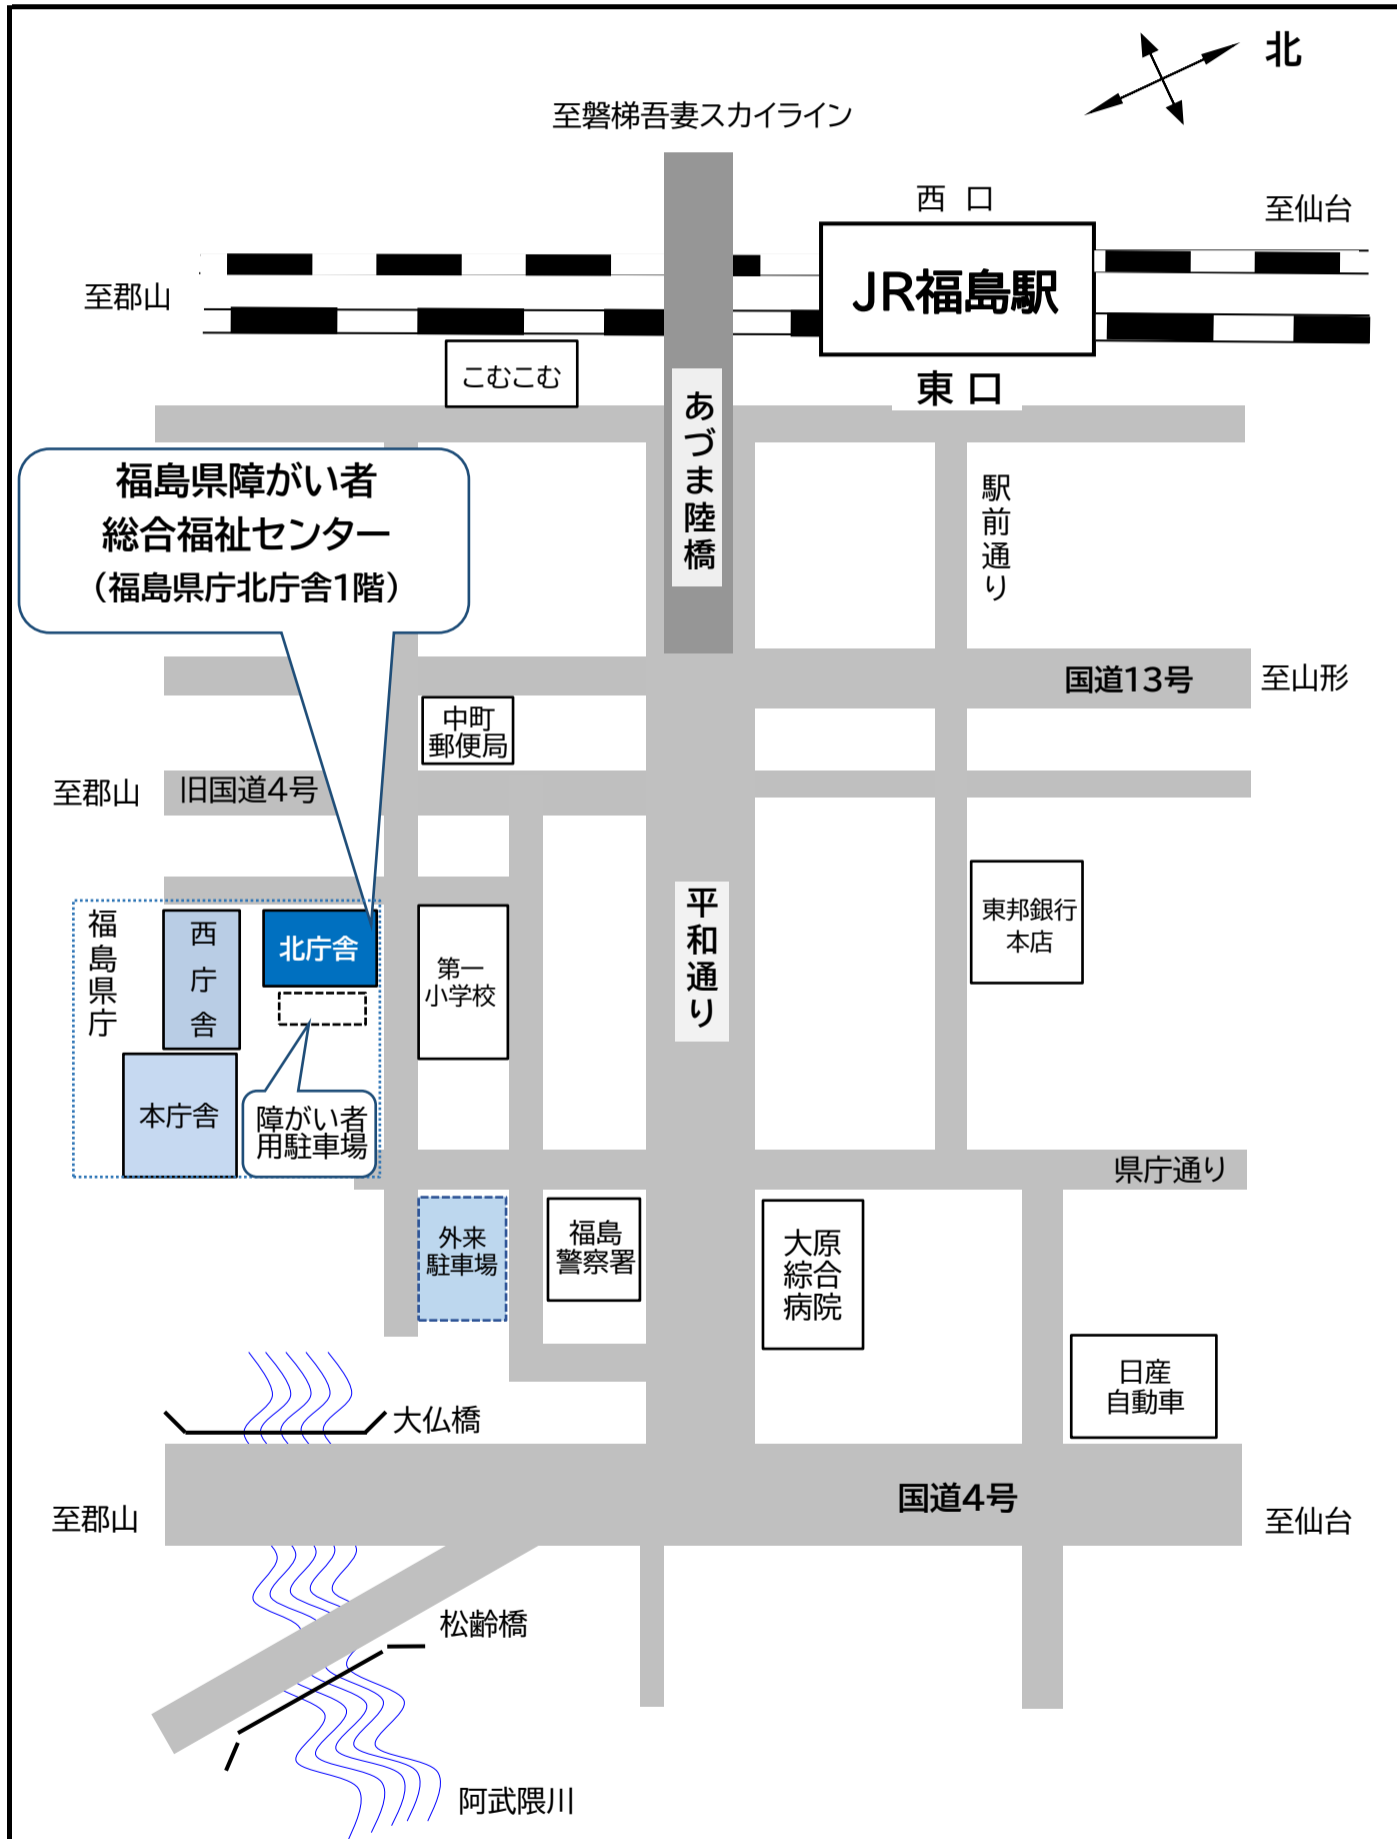 北
至磐梯吾妻スカイライン
西 口
至仙台
JR福島駅
至郡山
こむこむ
東 口
あづま陸橋
福島県障がい者
総合福祉センター
（福島県庁北庁舎1階）
駅前通り
国道13号
至山形
中町
郵便局
至郡山
旧国道4号
福島県庁
西庁舎
北庁舎
第一
小学校
平和通り
東邦銀行
本店
本庁舎
障がい者
用駐車場
県庁通り
外来
駐車場
福島
警察署
大原
綜合
病院
日産
自動車
大仏橋
国道4号
至郡山
至仙台
松齢橋
阿武隈川